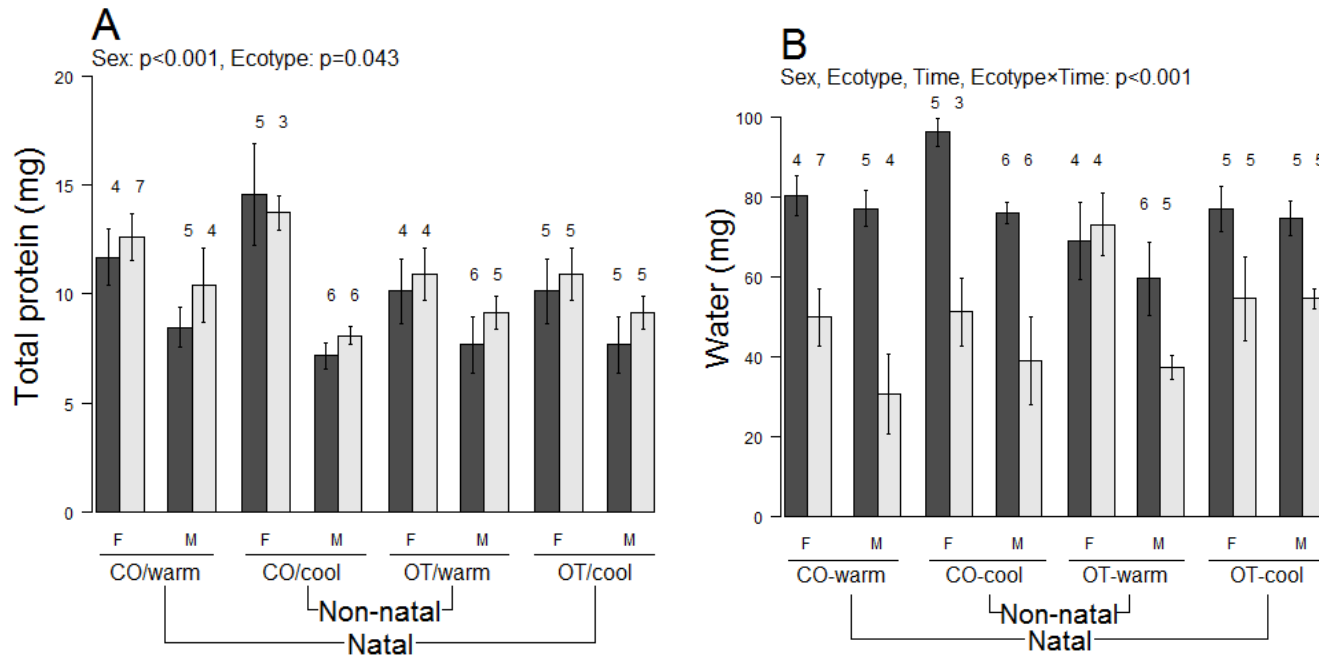 A
Sex: p<0.001, Ecotype: p=0.043
Total protein (mg)
20
15
10
5
0
4 7
5 4
5 3
6 6
4 4
6 5
5 5
5 5
F M F M F M F M
CO/warm CO/cool OT/warm OT/cool
Non-natal
Natal
B
Sex, Ecotype, Time, Ecotype×Time: p<0.001
Water (mg)
100
80
60
40
20
0
4 7
5 4
5 3
6 6
4 4
6 5
5 5
5 5
F M F M F M F M
CO-warm CO-cool OT-warm OT-cool
Non-natal
Natal